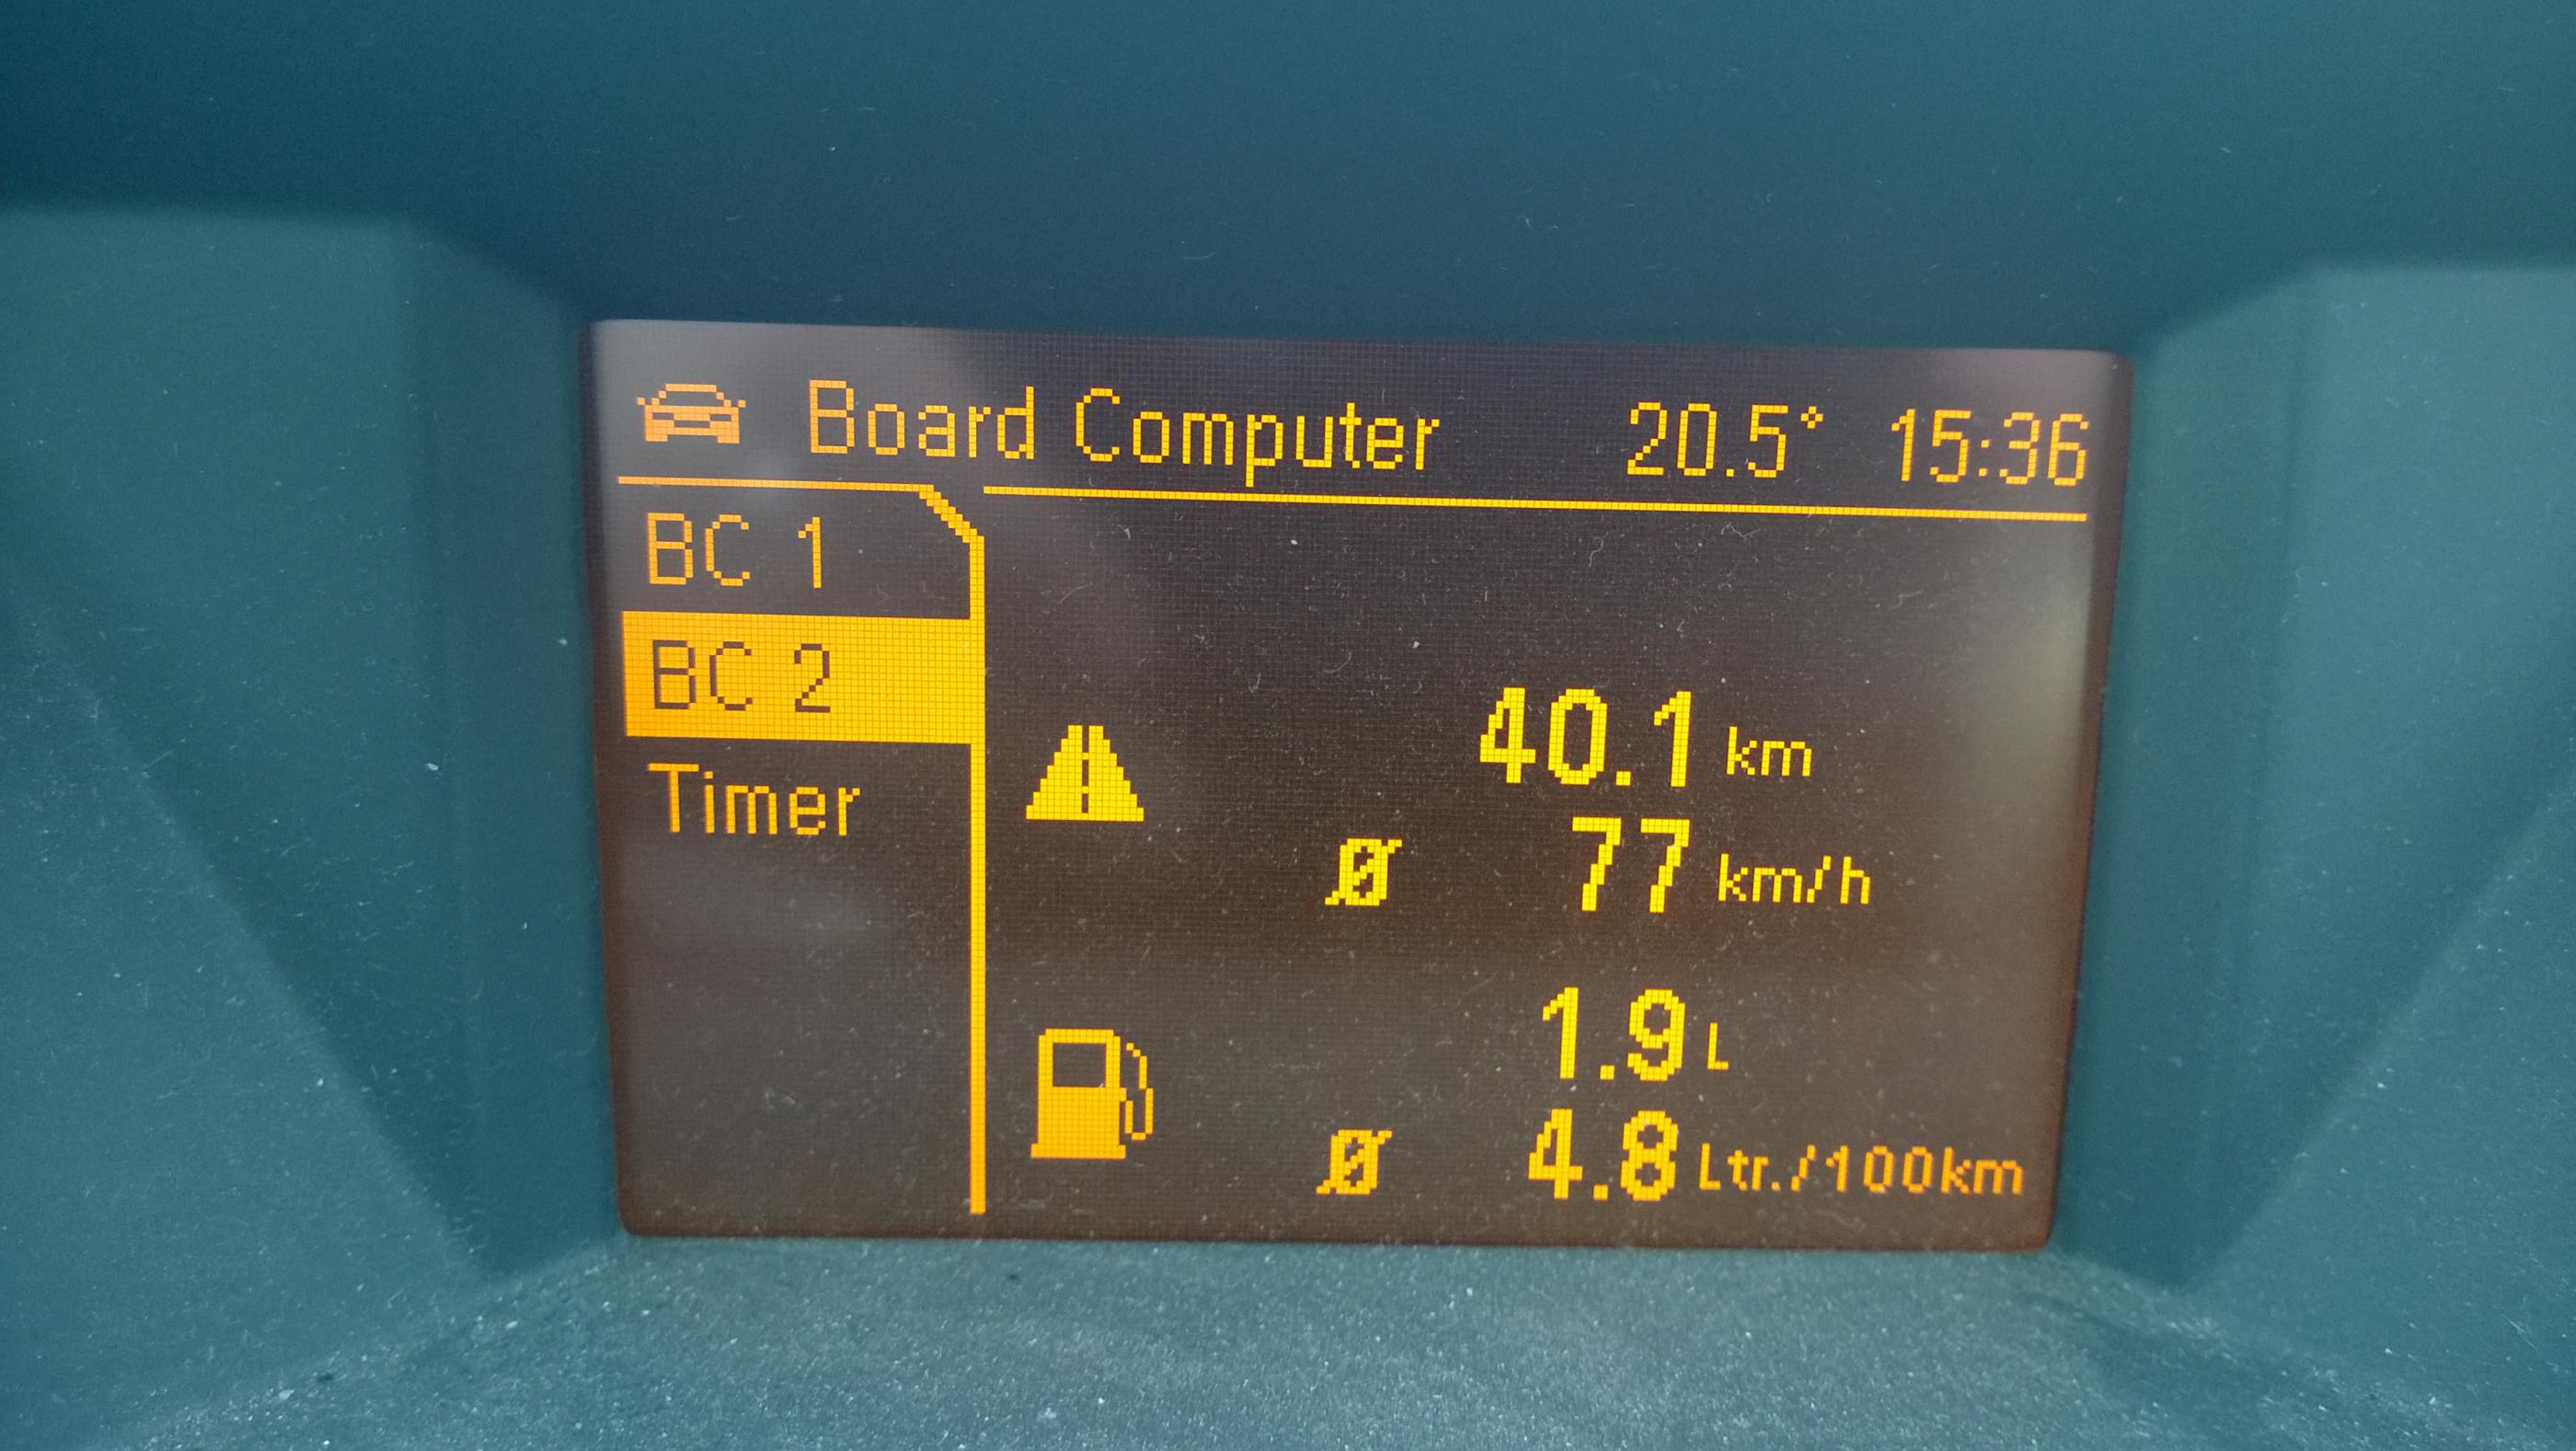 Board Computer 20.5° 15:36
BC 1
BC 2
Timer
40.1 km
Ø 77 km/h
1.9 L
Ø 4.8 Ltr./100km